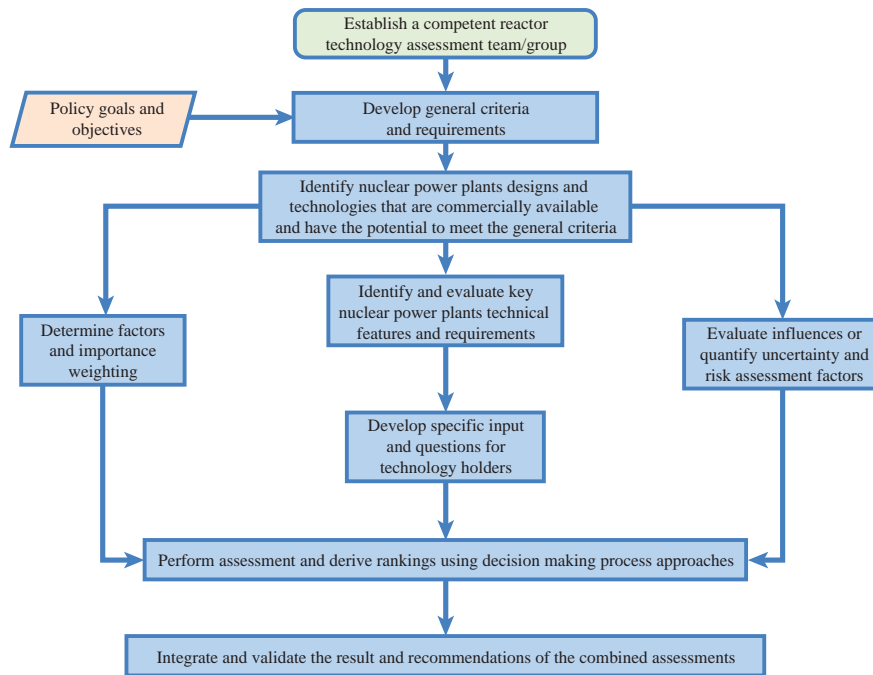 Establish a competent reactor
technology assessment team/group
Policy goals and
objectives
Develop general criteria
and requirements
Identify nuclear power plants designs and
technologies that are commercially available
and have the potential to meet the general criteria
Identify and evaluate key
nuclear power plants technical
features and requirements
Determine factors
and importance
weighting
Evaluate influences or
quantify uncertainty and
risk assessment factors
Develop specific input
and questions for
technology holders
Perform assessment and derive rankings using decision making process approaches
Integrate and validate the result and recommendations of the combined assessments